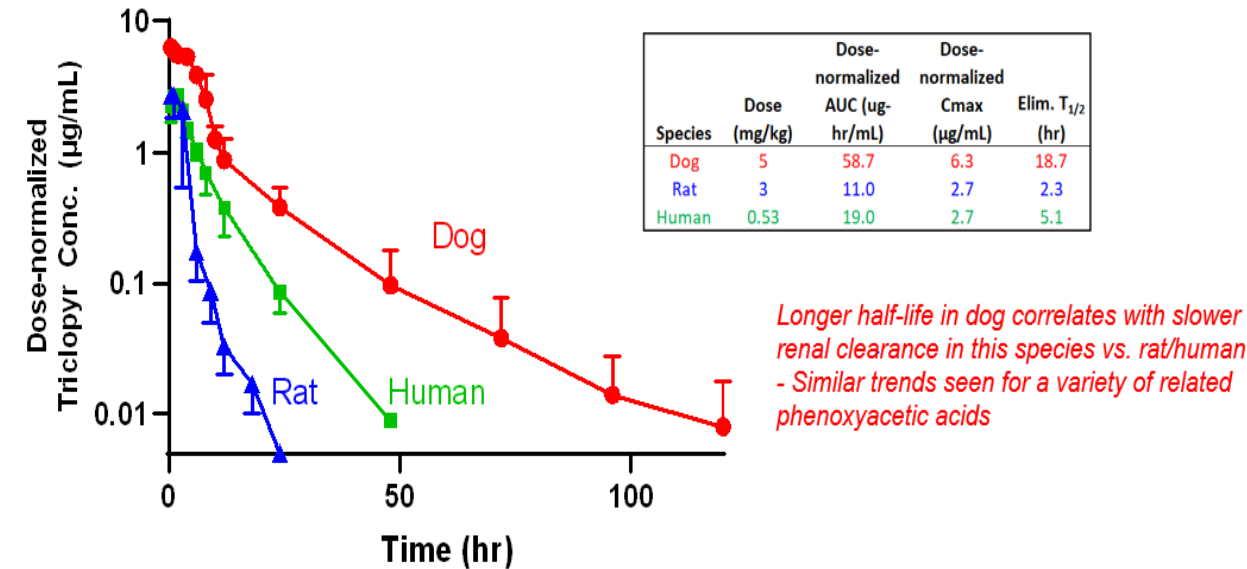 Dose-normalized
Triclopyr Conc. (µg/mL)
10
1
0.1
0.01
0
50
100
Time (hr)
Dog
Rat
Human
Dose-
normalized
AUC (ug-
hr/mL)
Dose-
normalized
Cmax
(µg/mL)
Species
Dose
(mg/kg)
Elim. T1/2
(hr)
Dog 5 58.7 6.3 18.7
Rat 3 11.0 2.7 2.3
Human 0.53 19.0 2.7 5.1
Longer half-life in dog correlates with slower
renal clearance in this species vs. rat/human
- Similar trends seen for a variety of related
phenoxyacetic acids